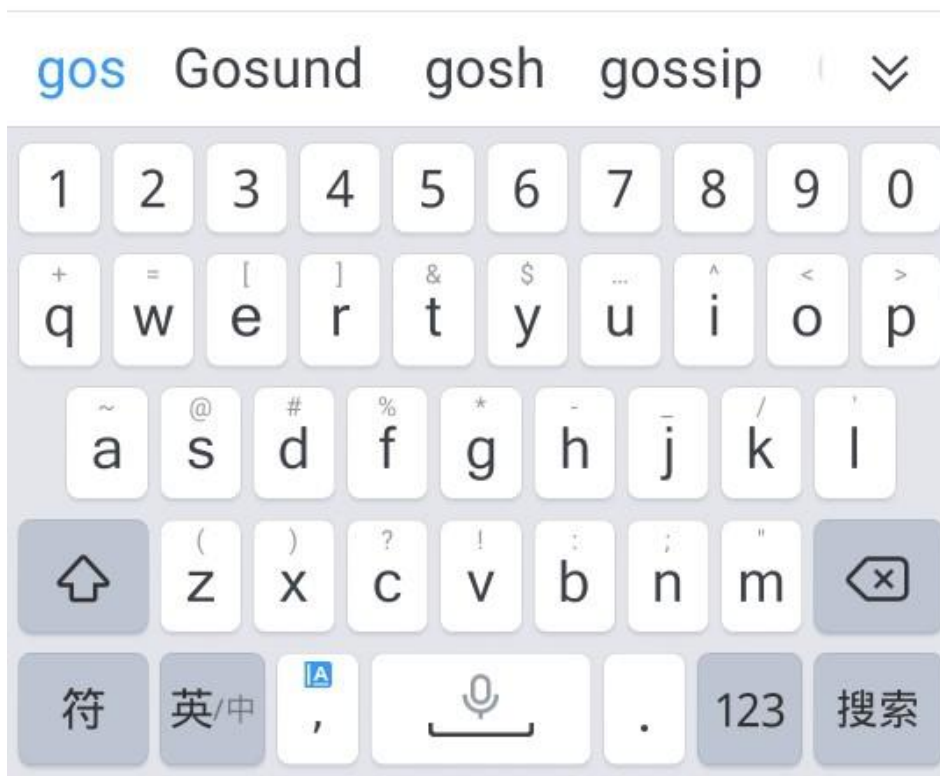 gos Gosund gosh gossip
1 2 3 4 5 6 7 8 9 0
+ = [ ] & $ ... ^ < >
q w e r t y u i o p
~ @ # % * - _ / '
a s d f g h j k l
( ) ? ! : ; "
z x c v b n m
A
符 英/中 , . 123 搜索